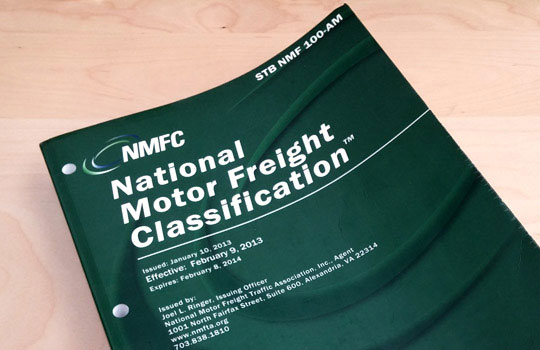 STB NMF 100-AM
NMFC
National
Motor Freight
Classification™
Issued: January 10, 2013
Effective: February 9, 2013
Expires: February 8, 2014
Issued by:
Joel L. Ringer, Issuing Officer
National Motor Freight Traffic Association, Inc., Agent
1001 North Fairfax Street, Suite 600, Alexandria, VA 22314
www.nmfta.org
703.838.1810